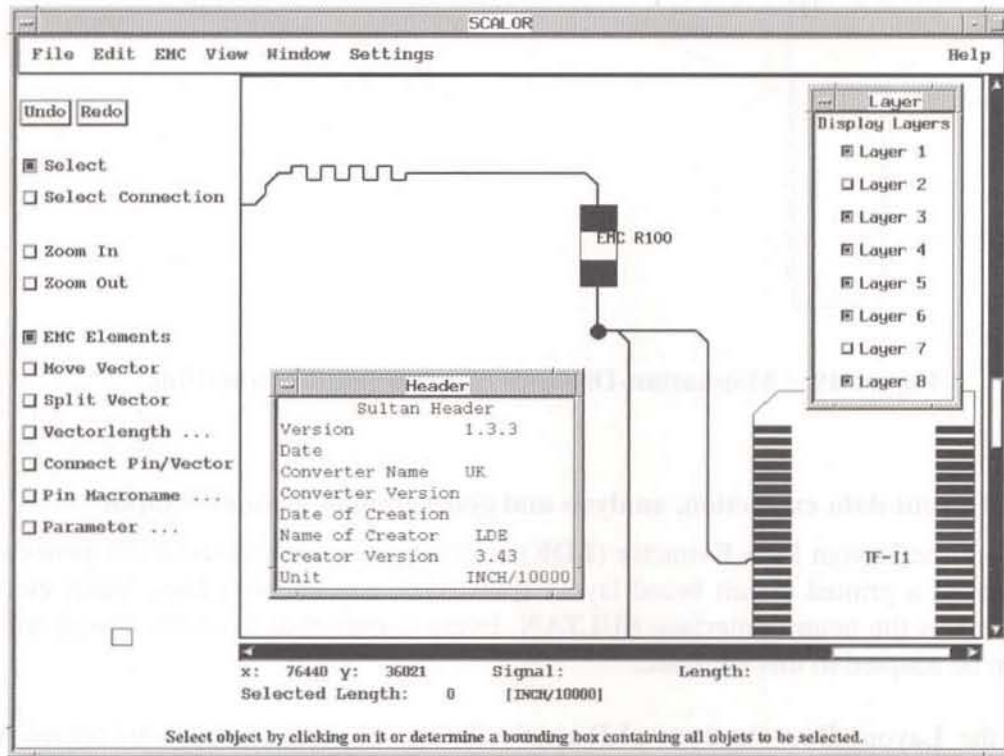 SCALOR
File Edit EMC View Window Settings Help
Undo Redo
Select
Select Connection
Zoom In
Zoom Out
EMC Elements
Move Vector
Split Vector
Vectorlength ...
Connect Pin/Vector
Pin Macroname ...
Parameter ...
EMC R100
Layer
Display Layers
Layer 1
Layer 2
Layer 3
Layer 4
Layer 5
Layer 6
Layer 7
Layer 8
Header
Sultan Header
Version 1.3.3
Date
Converter Name UK
Converter Version
Date of Creation
Name of Creator LDE
Creator Version 3.43
Unit INCH/10000
TF-I1
x: 76440 y: 36021 Signal: Length:
Selected Length: 0 [INCH/10000]
Select object by clicking on it or determine a bounding box containing all objets to be selected.